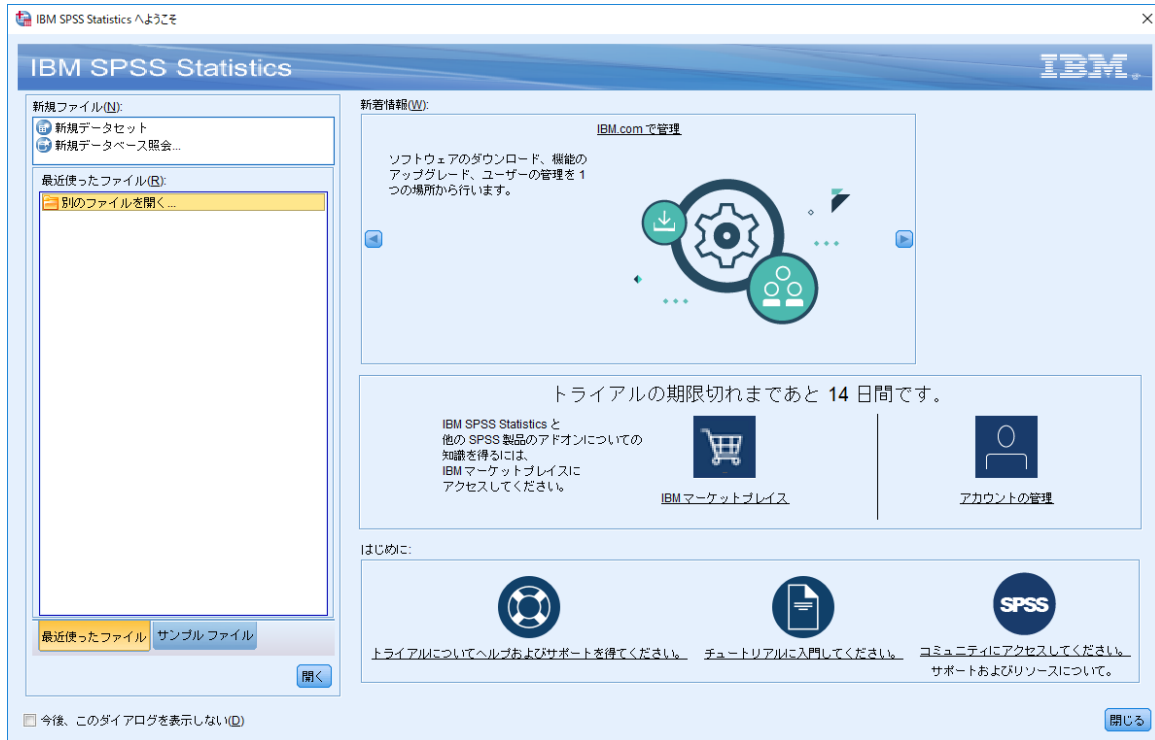 IBM SPSS Statistics へようこそ
IBM SPSS Statistics
IBM
新規ファイル(N):
新規データセット
新規データベース照会...
最近使ったファイル(R):
別のファイルを開く...
最近使ったファイル
サンプル ファイル
開く
新着情報(W):
IBM.com で管理
ソフトウェアのダウンロード、機能の
アップグレード、ユーザーの管理を 1
つの場所から行います。
トライアルの期限切れまであと 14 日間です。
IBM SPSS Statistics と
他の SPSS 製品のアドオンについての
知識を得るには、
IBM マーケットプレイスに
アクセスしてください。
IBM マーケットプレイス
アカウントの管理
はじめに:
トライアルについてヘルプおよびサポートを得てください。
チュートリアルに入門してください。
SPSS
コミュニティにアクセスしてください。
サポートおよびリソースについて。
今後、このダイアログを表示しない(D)
閉じる